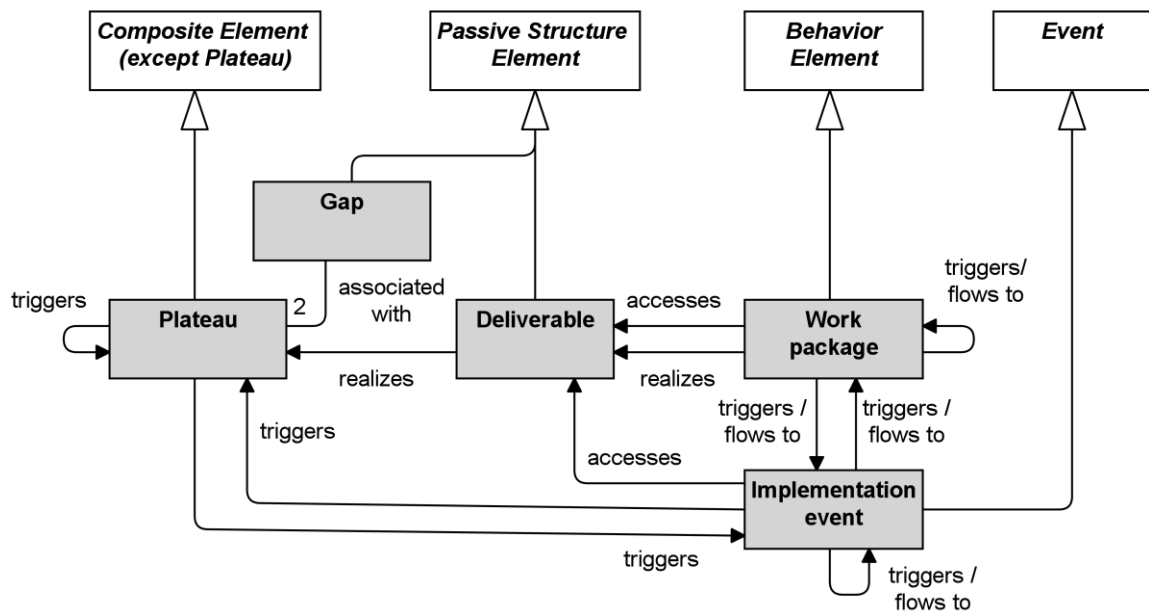 Composite Element
(except Plateau)
Passive Structure
Element
Behavior
Element
Event
Gap
triggers
Plateau
2
associated
with
Deliverable
accesses
Work
package
triggers/
flows to
realizes
realizes
triggers
triggers /
flows to
triggers /
flows to
accesses
Implementation
event
triggers
triggers /
flows to